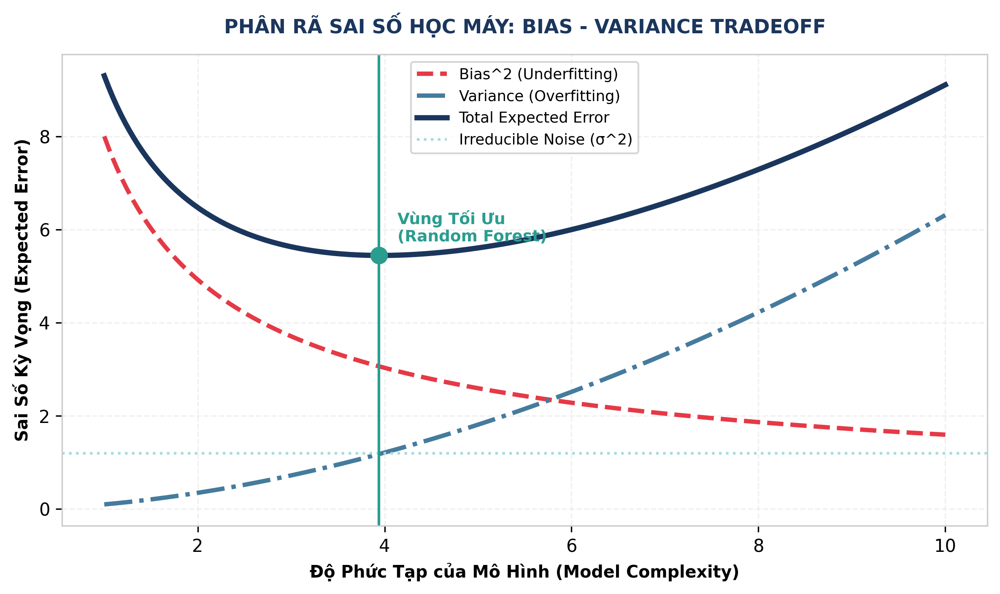 PHÂN RÃ SAI SỐ HỌC MÁY: BIAS - VARIANCE TRADEOFF
Bias^2 (Underfitting)
Variance (Overfitting)
Total Expected Error
Irreducible Noise (σ^2)
Vùng Tối Ưu
(Random Forest)
Sai Số Kỳ Vọng (Expected Error)
8
6
4
2
0
2
4
6
8
10
Độ Phức Tạp của Mô Hình (Model Complexity)